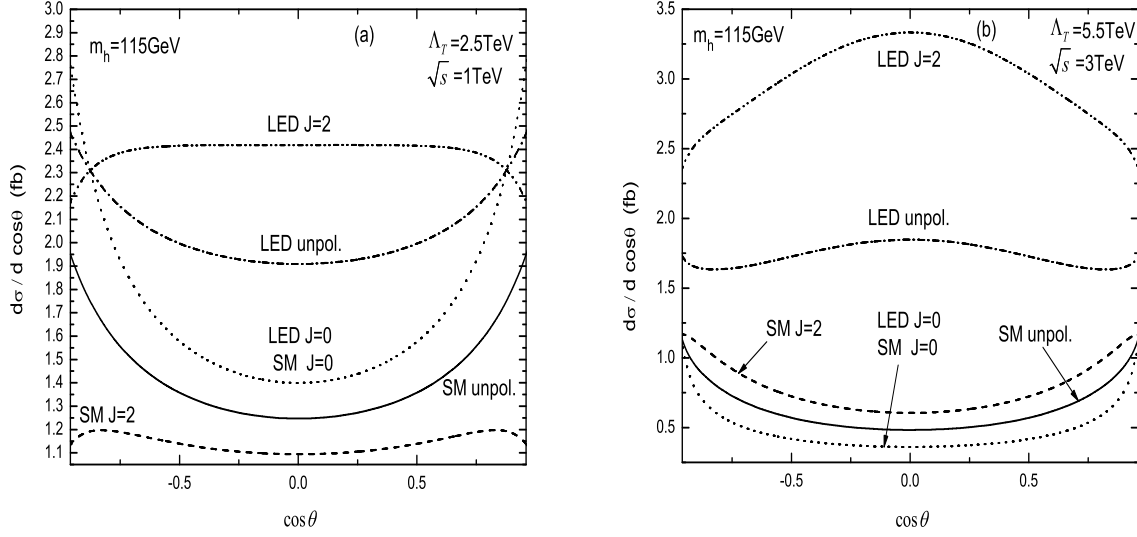 3.0
2.9
2.8
2.7
2.6
2.5
2.4
2.3
2.2
2.1
2.0
1.9
1.8
1.7
1.6
1.5
1.4
1.3
1.2
1.1
dσ / d cosθ (fb)
m_h=115GeV
(a)
Λ_T=2.5TeV
√s =1TeV
LED J=2
LED unpol.
LED J=0
SM J=0
SM unpol.
SM J=2
-0.5
0.0
0.5
cosθ
3.5
3.0
2.5
2.0
1.5
1.0
0.5
dσ / d cosθ (fb)
m_h=115GeV
(b)
Λ_T=5.5TeV
√s =3TeV
LED J=2
LED unpol.
LED J=0
SM J=2
SM J=0
SM unpol.
-0.5
0.0
0.5
cosθ